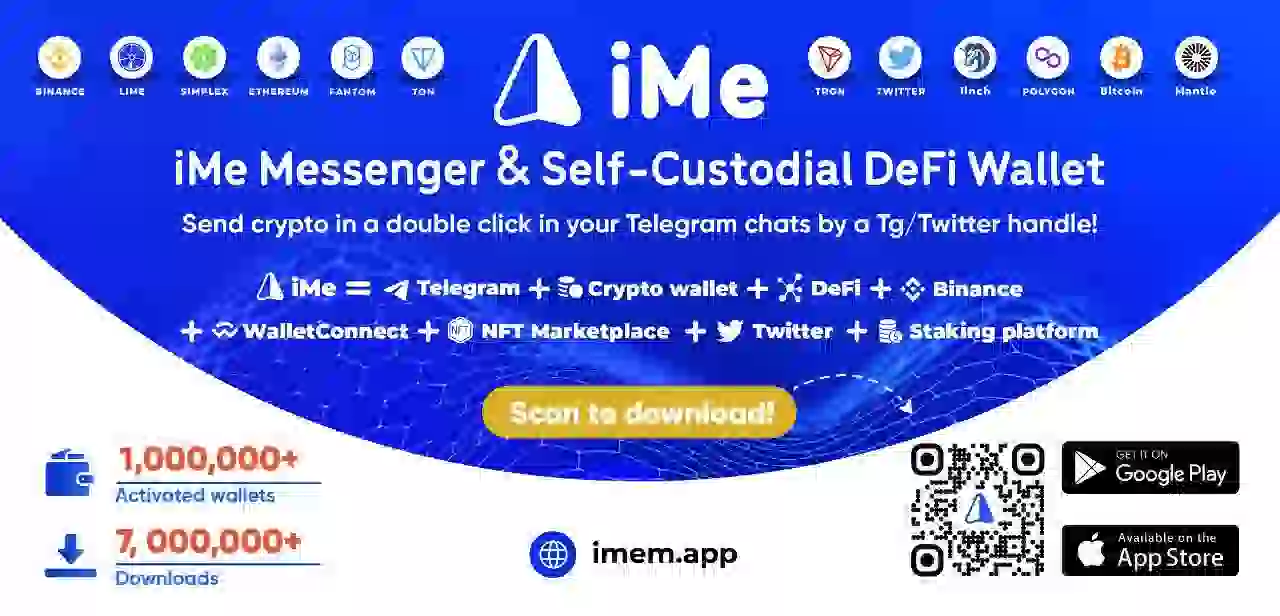 iMe
BINANCE LIME SIMPLEX ETHEREUM FANTOM TON
TRON TWITTER 1inch POLYGON Bitcoin Mantle
iMe Messenger & Self-Custodial DeFi Wallet
Send crypto in a double click in your Telegram chats by a Tg/Twitter handle!
iMe = Telegram + Crypto wallet + DeFi + Binance
+ WalletConnect + NFT NFT Marketplace + Twitter + Staking platform
Scan to download!
1,000,000+
Activated wallets
7, 000,000+
Downloads
imem.app
GET IT ON
Google Play
Available on the
App Store